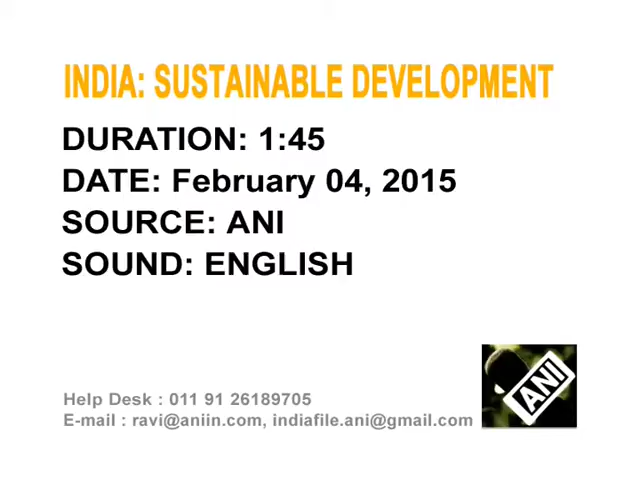 INDIA: SUSTAINABLE DEVELOPMENT
DURATION: 1:45
DATE: February 04, 2015
SOURCE: ANI
SOUND: ENGLISH
Help Desk : 011 91 26189705
E-mail : ravi@aniin.com, indiafile.ani@gmail.com
ANI